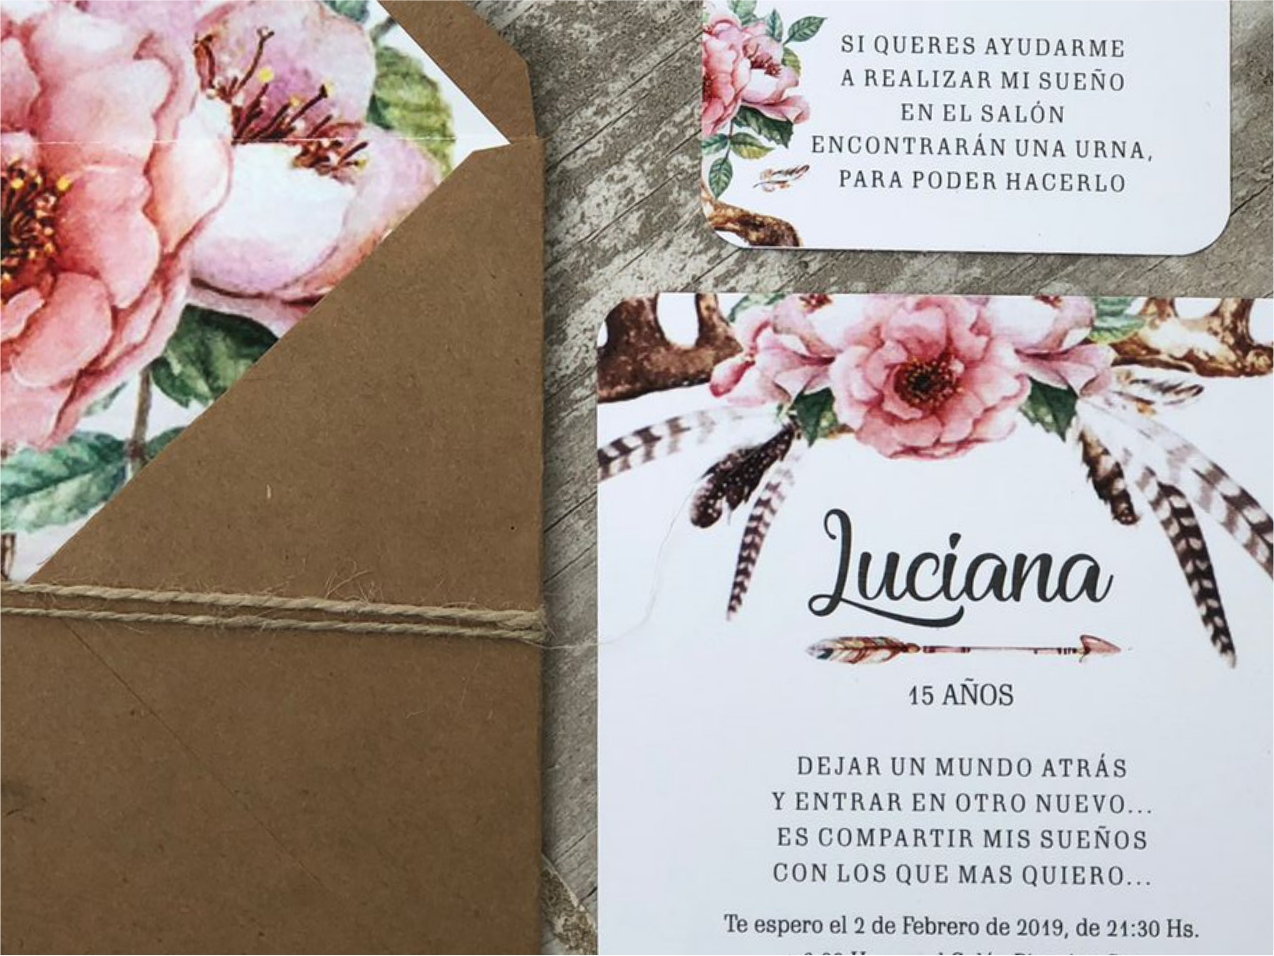 SI QUERES AYUDARME
A REALIZAR MI SUEÑO
EN EL SALÓN
ENCONTRARÁN UNA URNA,
PARA PODER HACERLO
Luciana
15 AÑOS
DEJAR UN MUNDO ATRÁS
Y ENTRAR EN OTRO NUEVO...
ES COMPARTIR MIS SUEÑOS
CON LOS QUE MAS QUIERO...
Te espero el 2 de Febrero de 2019, de 21:30 Hs.